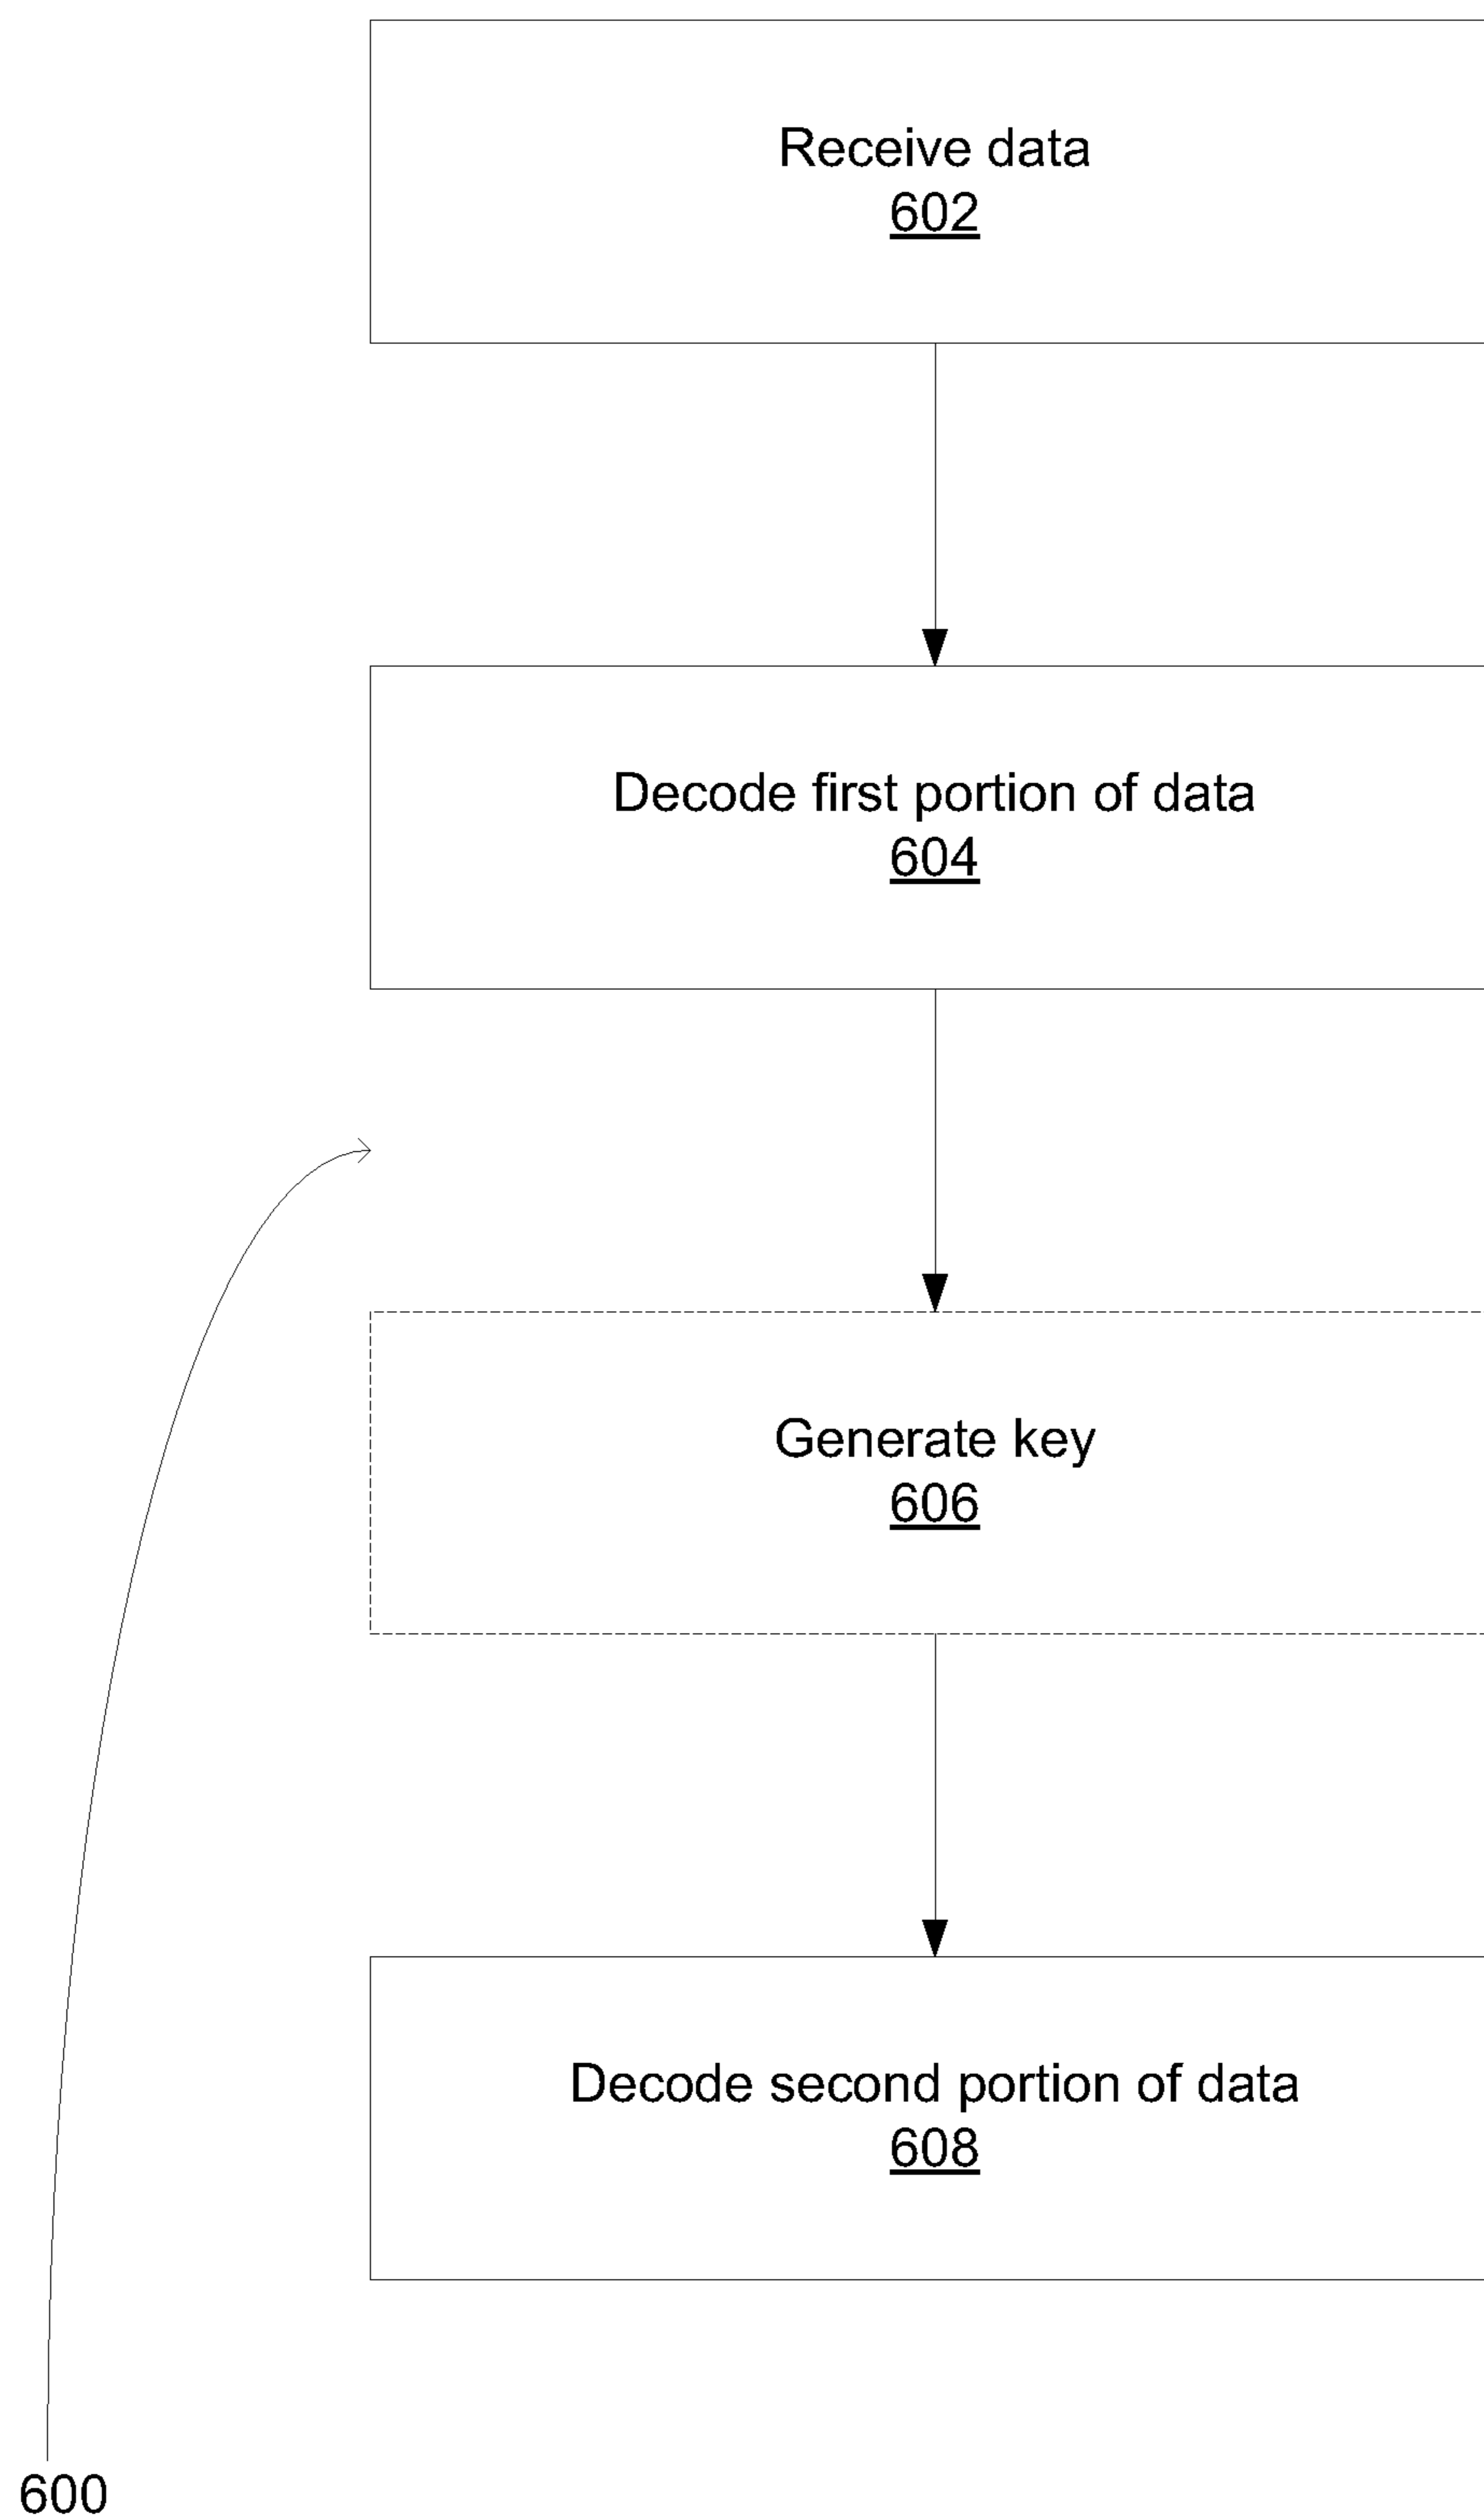 Receive data
602
Decode first portion of data
604
Generate key
606
Decode second portion of data
608
600